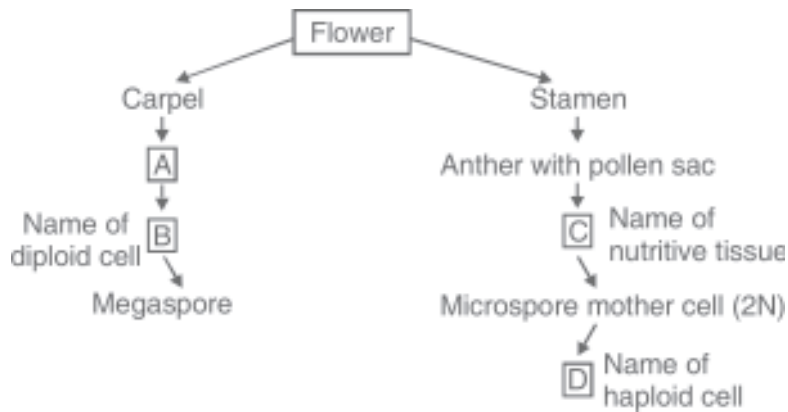 Flower
Carpel
Stamen
A
Anther with pollen sac
Name of
diploid cell
B
C
Name of
nutritive tissue
Megaspore
Microspore mother cell (2N)
D
Name of
haploid cell